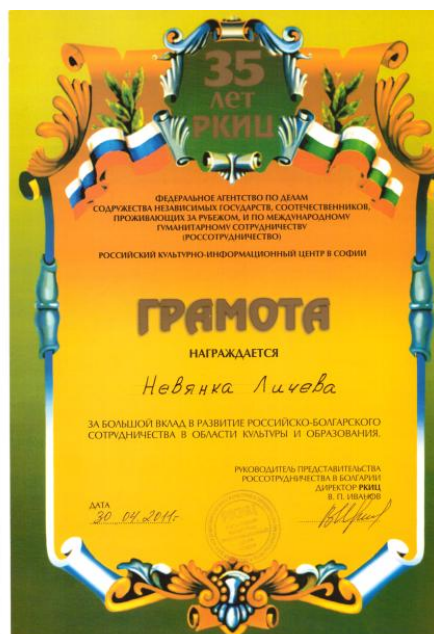 35
лет
РКИЦ
ФЕДЕРАЛЬНОЕ АГЕНТСТВО ПО ДЕЛАМ
СОДРУЖЕСТВА НЕЗАВИСИМЫХ ГОСУДАРСТВ, СООТЕЧЕСТВЕННИКОВ,
ПРОЖИВАЮЩИХ ЗА РУБЕЖОМ, И ПО МЕЖДУНАРОДНОМУ
ГУМАНИТАРНОМУ СОТРУДНИЧЕСТВУ
(РОССОТРУДНИЧЕСТВО)
РОССИЙСКИЙ КУЛЬТУРНО-ИНФОРМАЦИОННЫЙ ЦЕНТР В СОФИИ
ГРАМОТА
НАГРАЖДАЕТСЯ
Невянка Личева
ЗА БОЛЬШОЙ ВКЛАД В РАЗВИТИЕ РОССИЙСКО-БОЛГАРСКОГО
СОТРУДНИЧЕСТВА В ОБЛАСТИ КУЛЬТУРЫ И ОБРАЗОВАНИЯ.
РУКОВОДИТЕЛЬ ПРЕДСТАВИТЕЛЬСТВА
РОССОТРУДНИЧЕСТВА В БОЛГАРИИ
ДИРЕКТОР РКИЦ
В. П. ИВАНОВ
ДАТА
30 04 2011г.